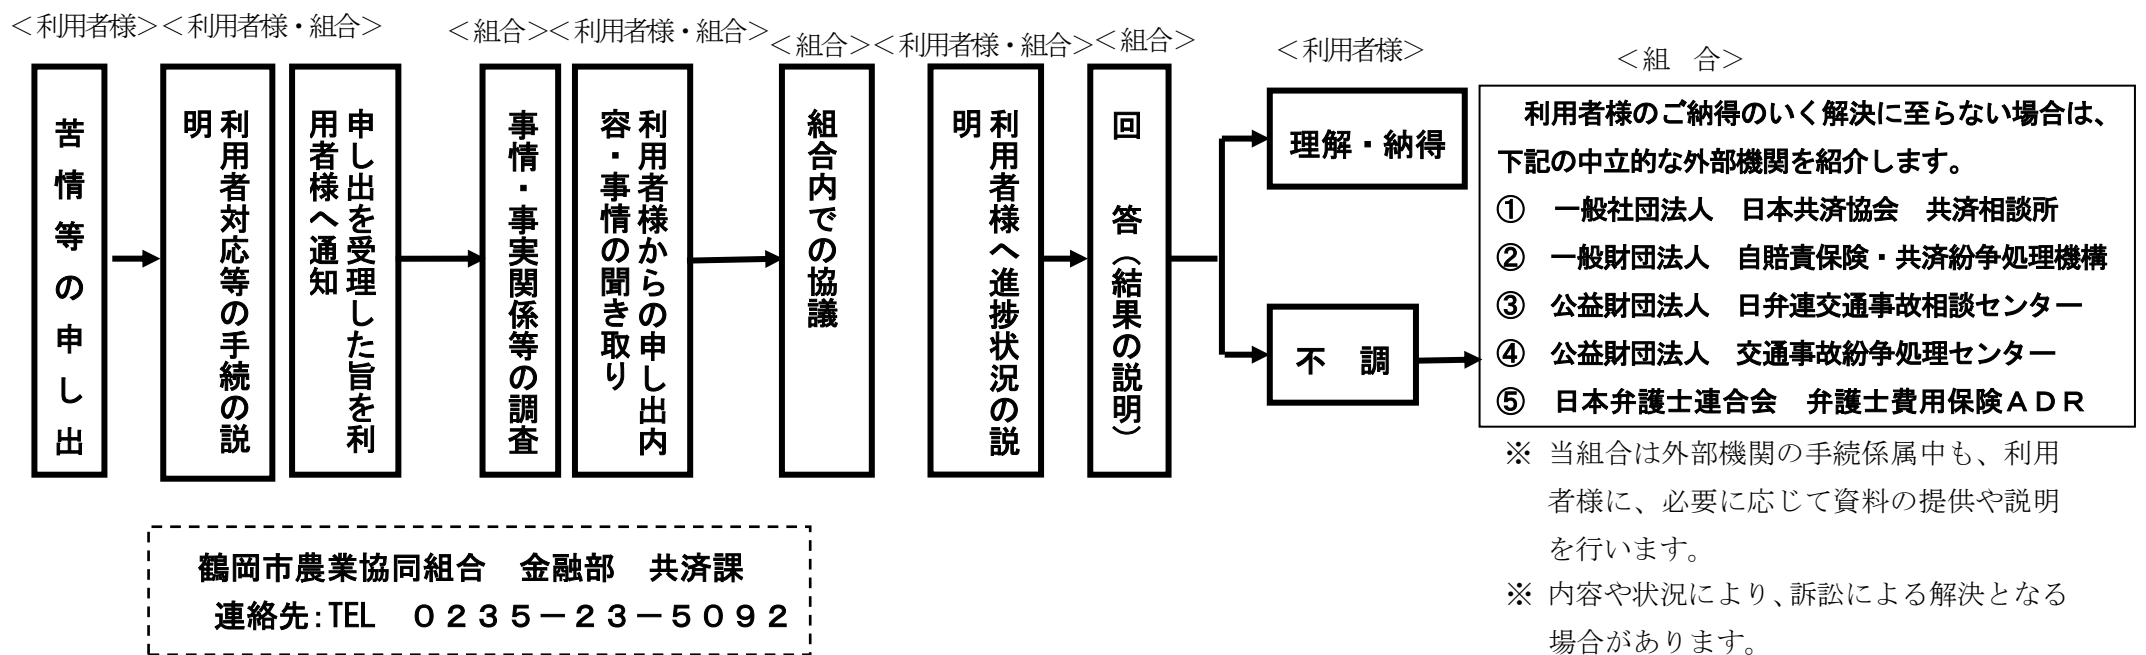 ＜利用者様＞
＜利用者様・組合＞
＜組合＞
＜利用者様・組合＞
＜組合＞
＜利用者様・組合＞
＜組合＞
＜利用者様＞
＜組　合＞
苦情等の申し出
利用者対応等の手続の説
明
申し出を受理した旨を利
用者様へ通知
事情・事実関係等の調査
利用者様からの申し出内
容・事情の聞き取り
組合内での協議
利用者様へ進捗状況の説
明
回　答（結果の説明）
理解・納得
不　調
利用者様のご納得のいく解決に至らない場合は、
下記の中立的な外部機関を紹介します。
①　一般社団法人　日本共済協会　共済相談所
②　一般財団法人　自賠責保険・共済紛争処理機構
③　公益財団法人　日弁連交通事故相談センター
④　公益財団法人　交通事故紛争処理センター
⑤　日本弁護士連合会　弁護士費用保険ＡＤＲ
※ 当組合は外部機関の手続係属中も、利用
者様に、必要に応じて資料の提供や説明
を行います。
※ 内容や状況により、訴訟による解決となる
場合があります。
鶴岡市農業協同組合　金融部　共済課
連絡先:TEL　０２３５－２３－５０９２